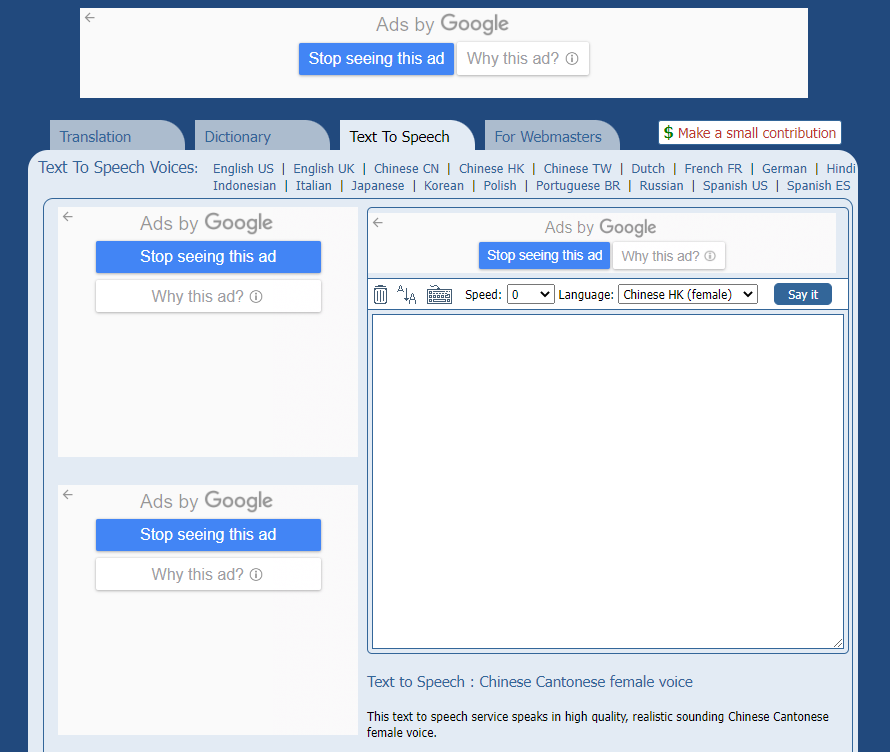 Ads by Google
Stop seeing this ad Why this ad?
Translation Dictionary Text To Speech For Webmasters $ Make a small contribution
Text To Speech Voices: English US | English UK | Chinese CN | Chinese HK | Chinese TW | Dutch | French FR | German | Hindi
Indonesian | Italian | Japanese | Korean | Polish | Portuguese BR | Russian | Spanish US | Spanish ES
Ads by Google
Stop seeing this ad
Why this ad?
Ads by Google
Stop seeing this ad
Why this ad?
Ads by Google
Stop seeing this ad Why this ad?
Speed: 0 Language: Chinese HK (female) Say it
Text to Speech : Chinese Cantonese female voice
This text to speech service speaks in high quality, realistic sounding Chinese Cantonese
female voice.